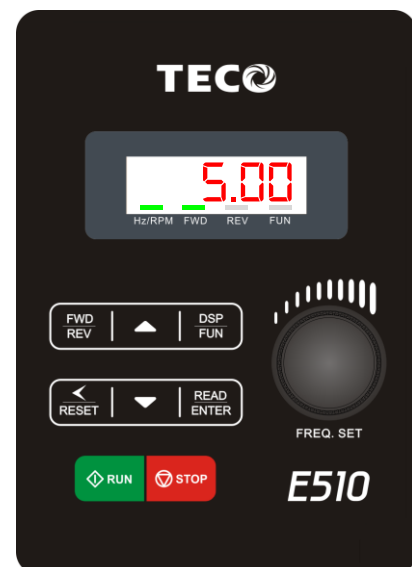 TECO
5.00
Hz/RPM FWD REV FUN
FWD
REV
DSP
FUN
RESET
READ
ENTER
FREQ. SET
RUN
STOP
E510